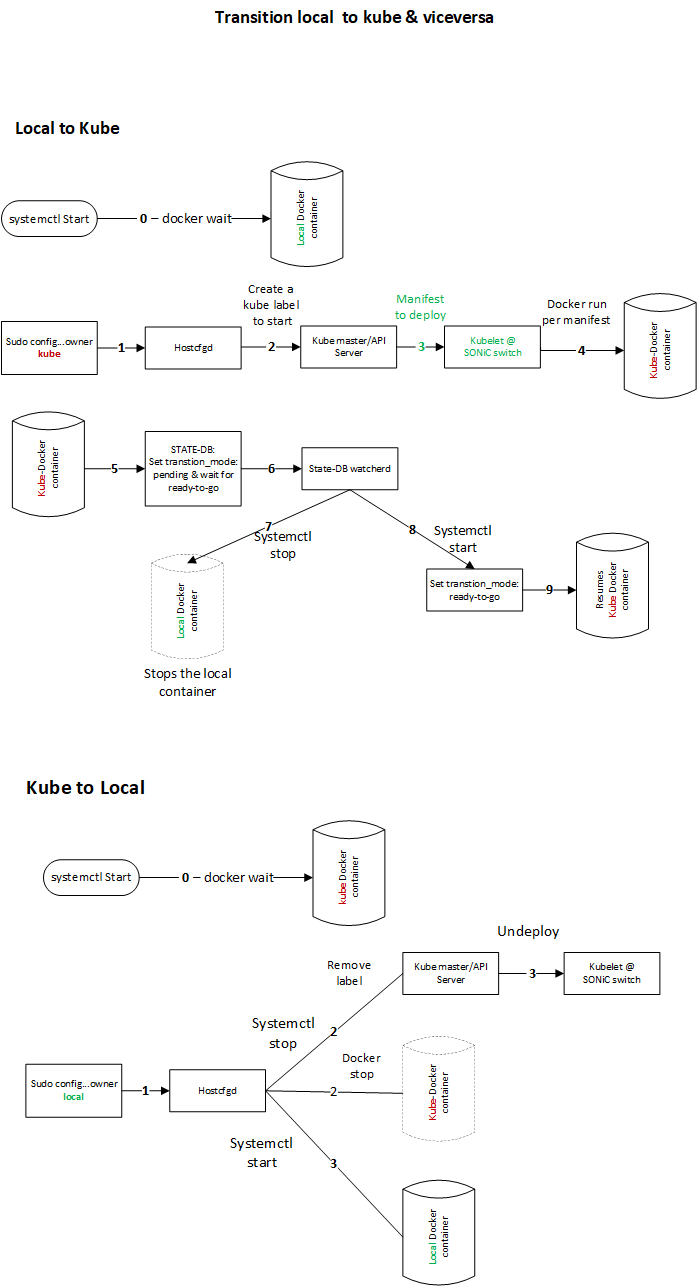 Transition local  to kube & viceversa
Local to Kube
systemctl Start
0 – docker wait
Local Docker
container
Sudo config...owner
kube
1
Hostcfgd
Create a
kube label
to start
2
Kube master/API
Server
Manifest
to deploy
3
Kubelet @
SONiC switch
Docker run
per manifest
4
Kube-Docker
container
Kube-Docker
container
5
STATE-DB:
Set transtion_mode:
pending & wait for
ready-to-go
6
State-DB watcherd
7
Systemctl
stop
Local Docker
container
Stops the local
container
8
Systemctl
start
Set transtion_mode:
ready-to-go
9
Resumes
Kube Docker
container
Kube to Local
systemctl Start
0 – docker wait
kube Docker
container
Sudo config...owner
local
1
Hostcfgd
Systemctl
stop
2
Remove
label
Kube master/API
Server
Undeploy
3
Kubelet @
SONiC switch
2
Docker
stop
Kube-Docker
container
Systemctl
start
3
Local Docker
container